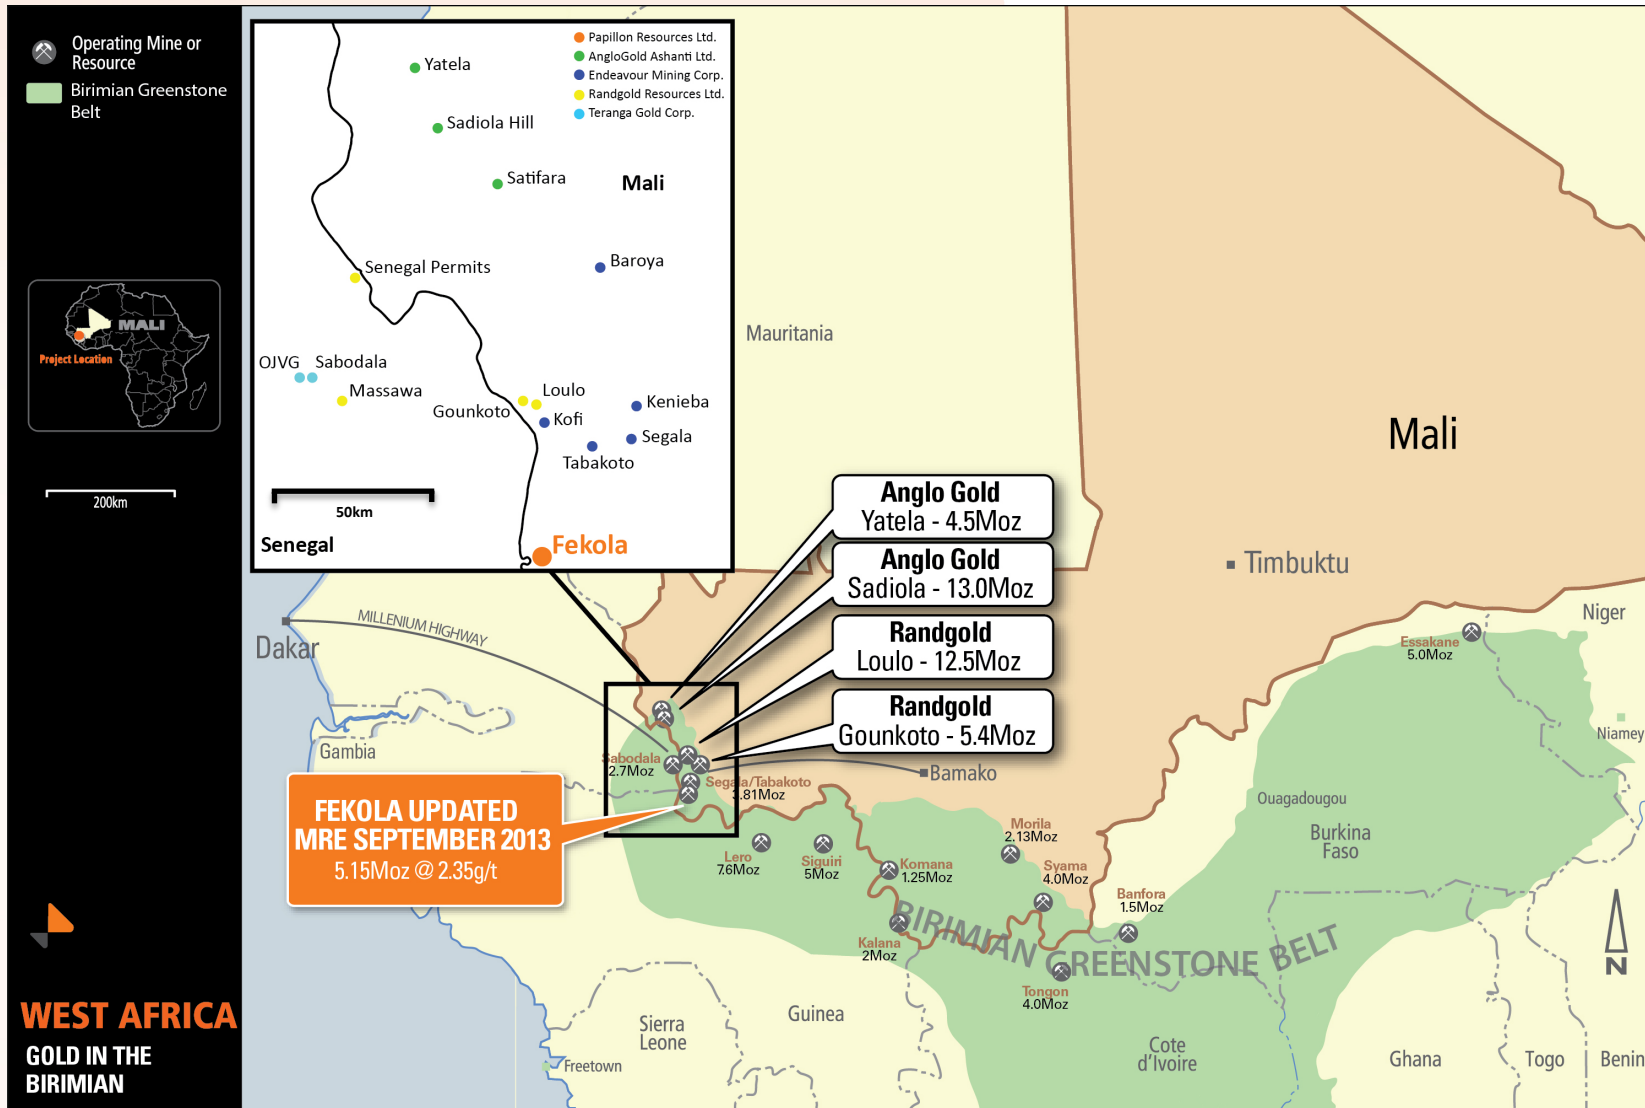 Operating Mine or
Resource
Birimian Greenstone
Belt
MALI
Project Location
200km
WEST AFRICA
GOLD IN THE
BIRIMIAN
Papillon Resources Ltd.
AngloGold Ashanti Ltd.
Endeavour Mining Corp.
Randgold Resources Ltd.
Teranga Gold Corp.
Yatela
Sadiola Hill
Satifara
Mali
Senegal Permits
Baroya
OJVG
Sabodala
Massawa
Loulo
Gounkoto
Kofi
Kenieba
Segala
Tabakoto
50km
Senegal
Fekola
Mauritania
Mali
Timbuktu
Anglo Gold
Yatela - 4.5Moz
Anglo Gold
Sadiola - 13.0Moz
Randgold
Loulo - 12.5Moz
Randgold
Gounkoto - 5.4Moz
MILLENIUM HIGHWAY
Dakar
Gambia
Niger
Essakane
5.0Moz
Niamey
Sabodala
2.7Moz
Segala/Tabakoto
3.81Moz
Bamako
FEKOLA UPDATED
MRE SEPTEMBER 2013
5.15Moz @ 2.35g/t
Ouagadougou
Burkina
Faso
Lero
7.6Moz
Siguiri
5Moz
Komana
1.25Moz
Morila
2.13Moz
Syama
4.0Moz
Banfora
1.5Moz
Kalana
2Moz
BIRIMIAN GREENSTONE BELT
Tongon
4.0Moz
N
Sierra
Leone
Guinea
Freetown
Cote
d'Ivoire
Ghana
Togo
Benin